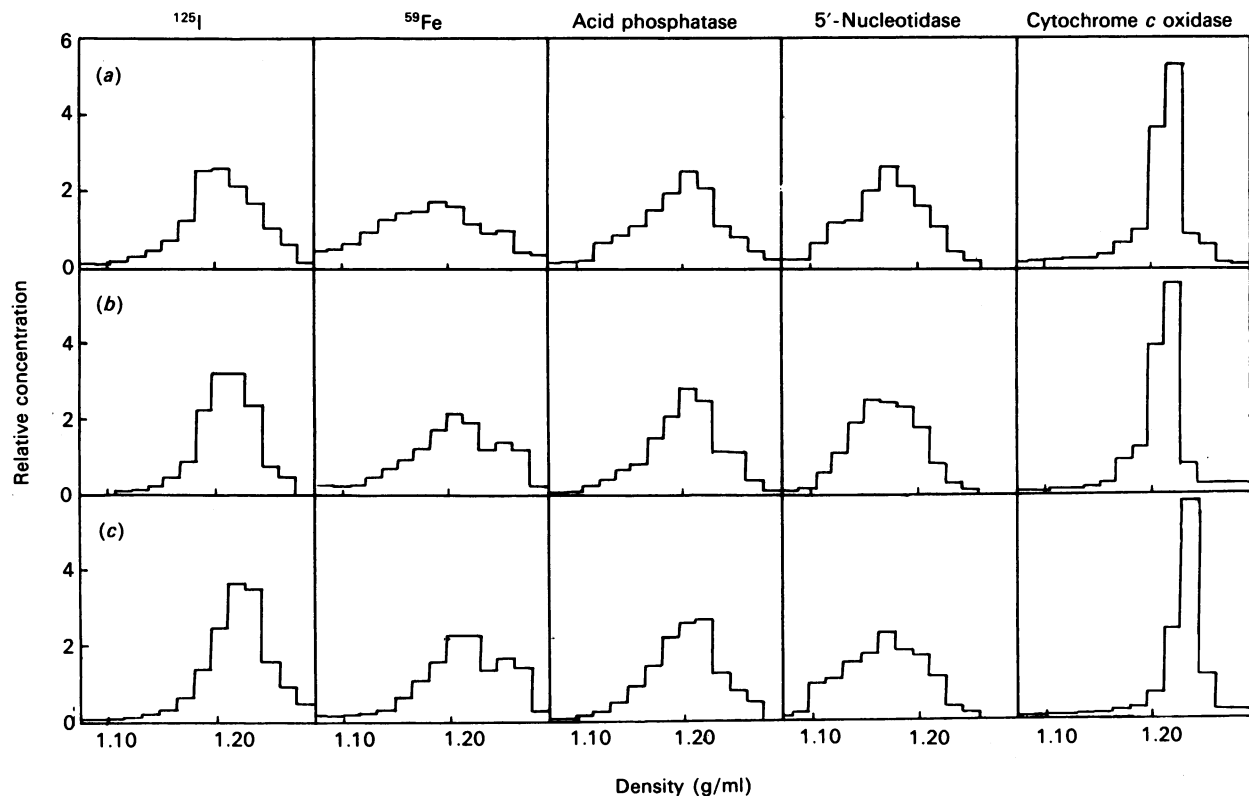 ¹²⁵I ⁵⁹Fe Acid phosphatase 5′-Nucleotidase Cytochrome c oxidase
6
(a)
4
2
0
(b)
4
2
0
(c)
4
2
0
Relative concentration
1.10 1.20 1.10 1.20 1.10 1.20 1.10 1.20 1.10 1.20
Density (g/ml)